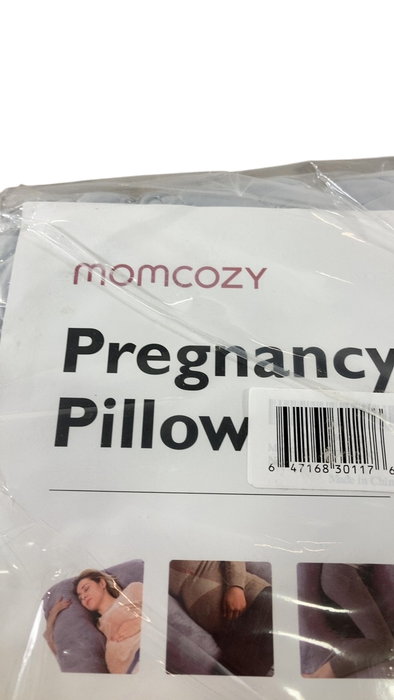 momcozy
Pregnancy
Pillow
6 47168 30117 6
Made In China